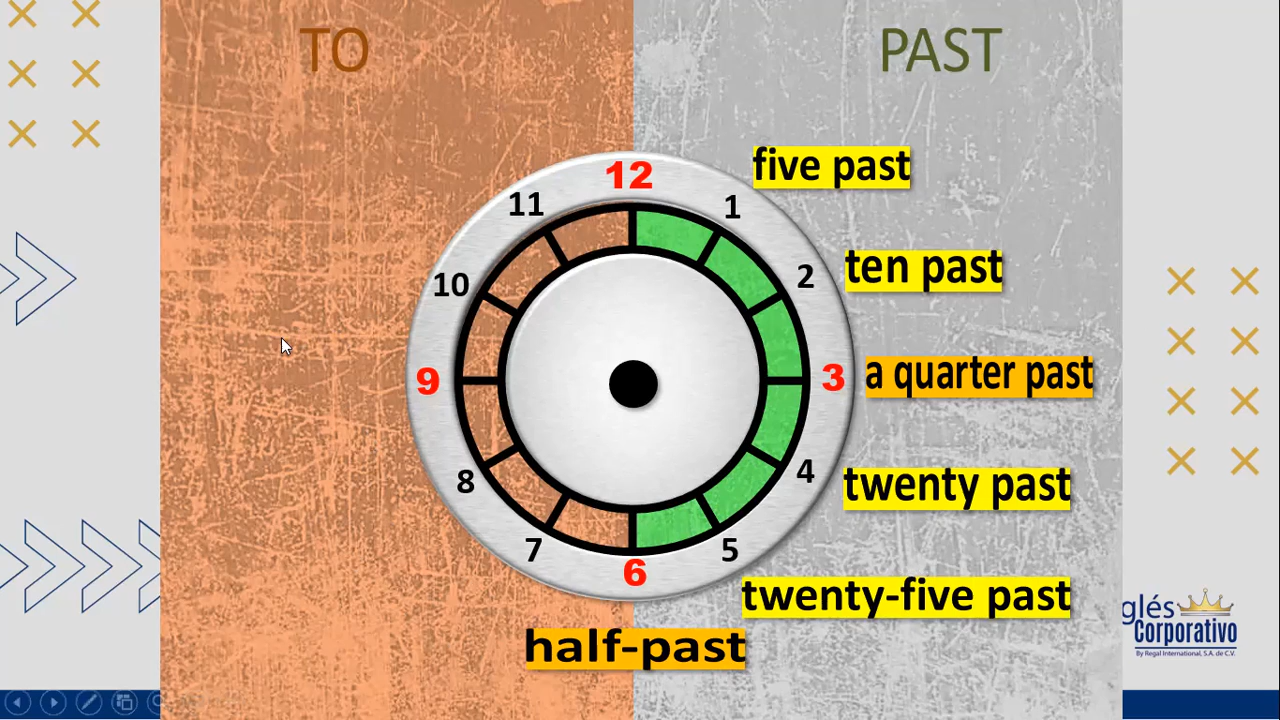 TO
PAST
five past
12
11
1
10
2
ten past
9
3
a quarter past
8
4
twenty past
7
5
6
twenty-five past
half-past
glés
Corporativo
By Regal International, S.A. de C.V.